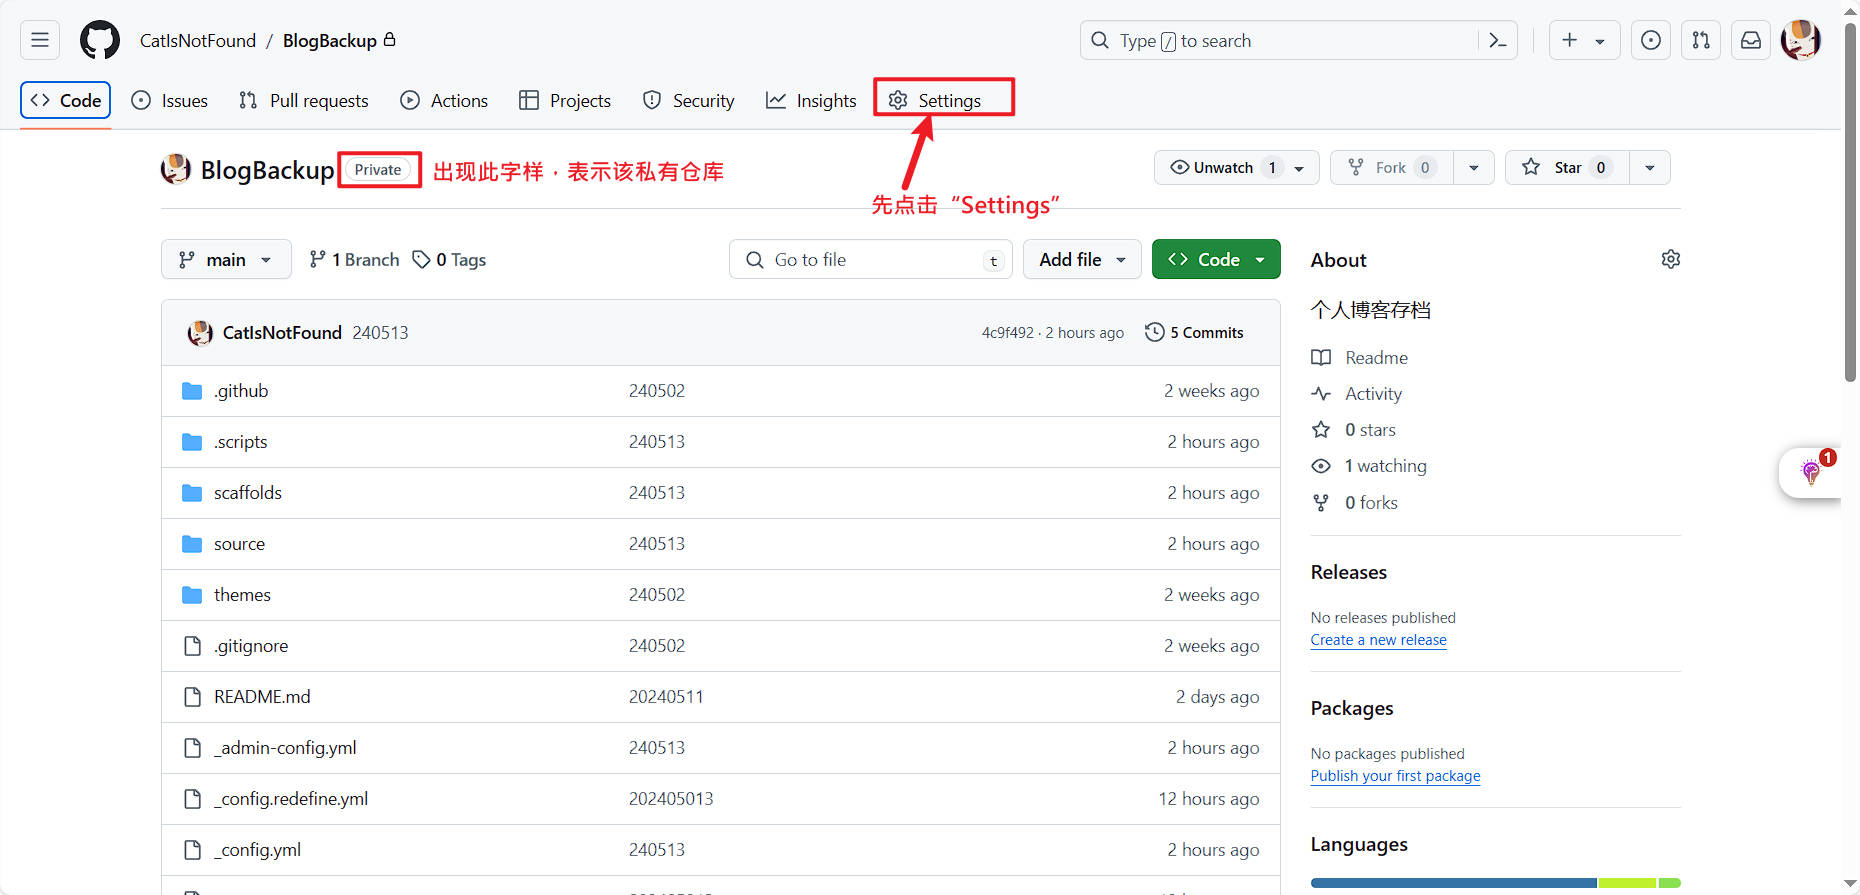 CatIsNotFound / BlogBackup
Type / to search
Code
Issues
Pull requests
Actions
Projects
Security
Insights
Settings
BlogBackup Private 出现此字样，表示该私有仓库
Unwatch 1
Fork 0
Star 0
先点击“Settings”
main
1 Branch
0 Tags
Go to file t
Add file
Code
CatIsNotFound 240513 4c9f492 · 2 hours ago 5 Commits
.github 240502 2 weeks ago
.scripts 240513 2 hours ago
scaffolds 240513 2 hours ago
source 240513 2 hours ago
themes 240502 2 weeks ago
.gitignore 240502 2 weeks ago
README.md 20240511 2 days ago
_admin-config.yml 240513 2 hours ago
_config.redefine.yml 202405013 12 hours ago
_config.yml 240513 2 hours ago
About
个人博客存档
Readme
Activity
0 stars
1 watching
0 forks
1
Releases
No releases published
Create a new release
Packages
No packages published
Publish your first package
Languages